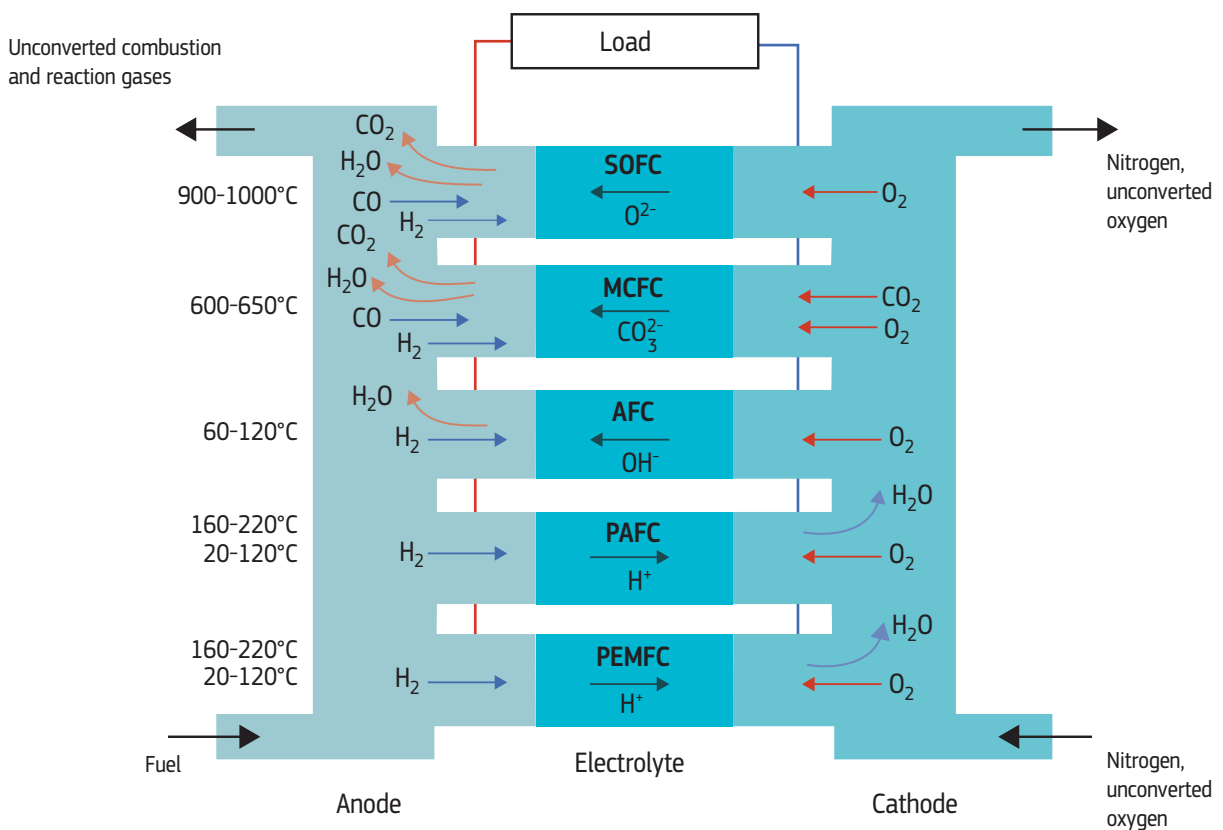 Load
Unconverted combustion
and reaction gases
CO₂
H₂O
900-1000°C
CO
H₂
SOFC
O²⁻
O₂
Nitrogen,
unconverted
oxygen
CO₂
H₂O
600-650°C
CO
H₂
MCFC
CO₃²⁻
CO₂
O₂
H₂O
60-120°C
H₂
AFC
OH⁻
O₂
160-220°C
20-120°C
H₂
PAFC
H⁺
H₂O
O₂
160-220°C
20-120°C
H₂
PEMFC
H⁺
H₂O
O₂
Fuel
Anode
Electrolyte
Cathode
Nitrogen,
unconverted
oxygen